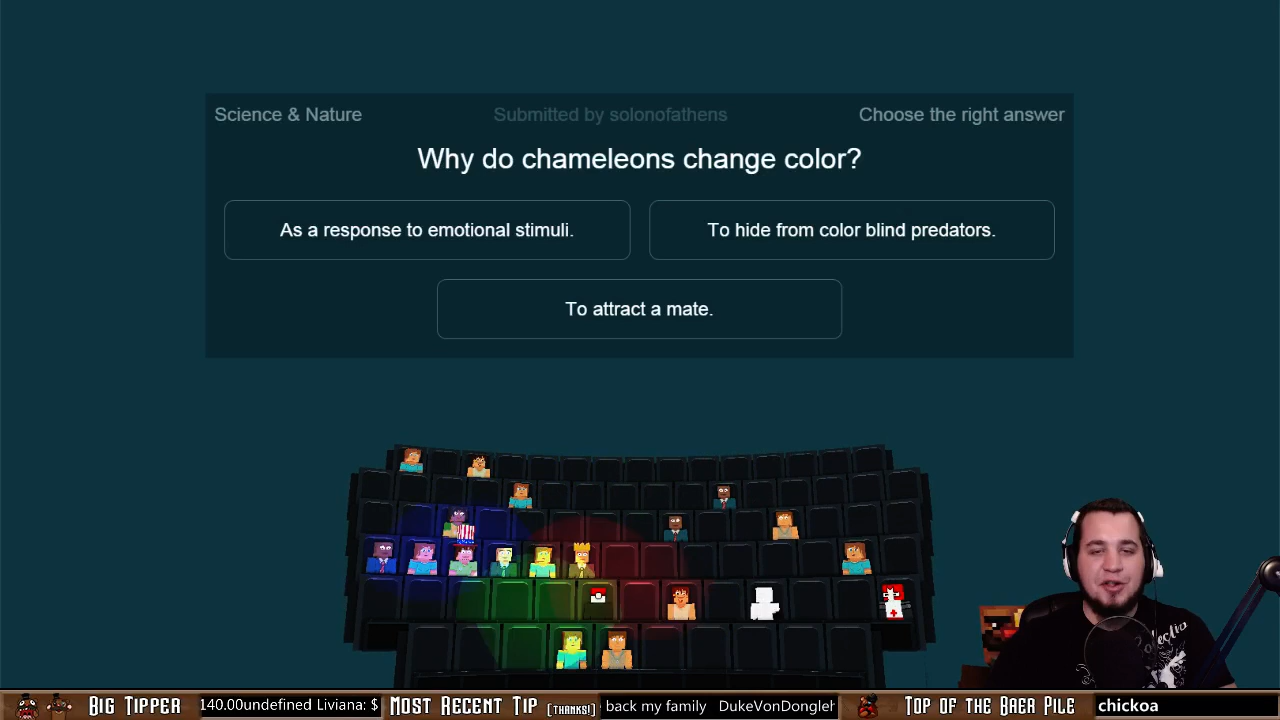 Science & Nature
Submitted by solonofathens
Choose the right answer
Why do chameleons change color?
As a response to emotional stimuli.
To hide from color blind predators.
To attract a mate.
BIG TIPPER
140.00undefined Liviana: $
MOST RECENT TIP [THANKS!]
back my family DukeVonDongleh
TOP OF THE BAER PILE
chickoa